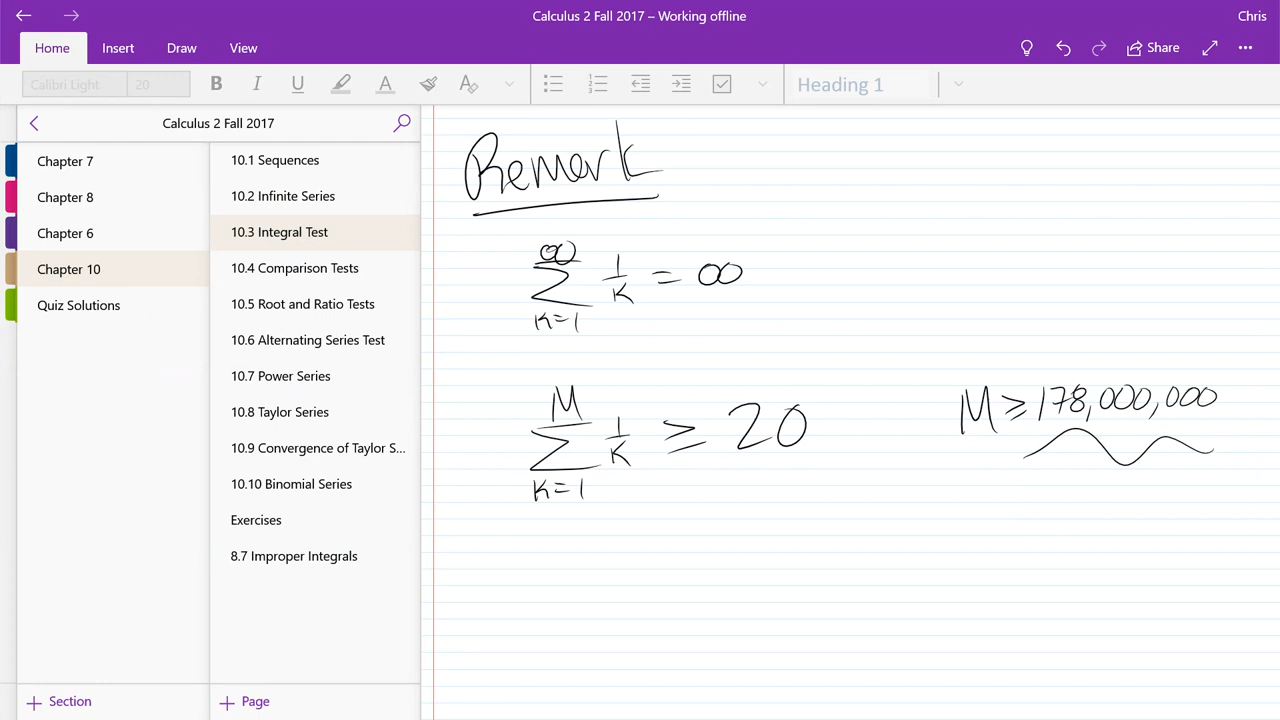 Calculus 2 Fall 2017 – Working offline
Chris
Home Insert Draw View
Share
Calibri Light 20
B I U A A
Heading 1
Calculus 2 Fall 2017
Chapter 7
Chapter 8
Chapter 6
Chapter 10
Quiz Solutions
10.1 Sequences
10.2 Infinite Series
10.3 Integral Test
10.4 Comparison Tests
10.5 Root and Ratio Tests
10.6 Alternating Series Test
10.7 Power Series
10.8 Taylor Series
10.9 Convergence of Taylor S...
10.10 Binomial Series
Exercises
8.7 Improper Integrals
+ Section
+ Page
Remark
∞
∑ 1/K = ∞
K=1
M
∑ 1/K ≥ 20
K=1
M ≥ 178,000,000